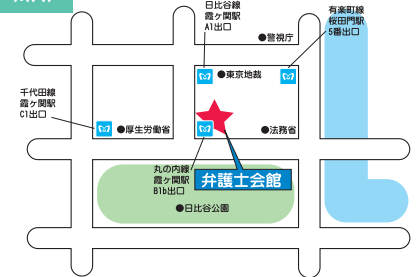 日比谷線
霞ヶ関駅
A1出口
有楽町線
桜田門駅
5番出口
●警視庁
●東京地裁
千代田線
霞ヶ関駅
C1出口
●厚生労働省
●法務省
丸の内線
霞ヶ関駅
B1b出口
弁護士会館
●日比谷公園